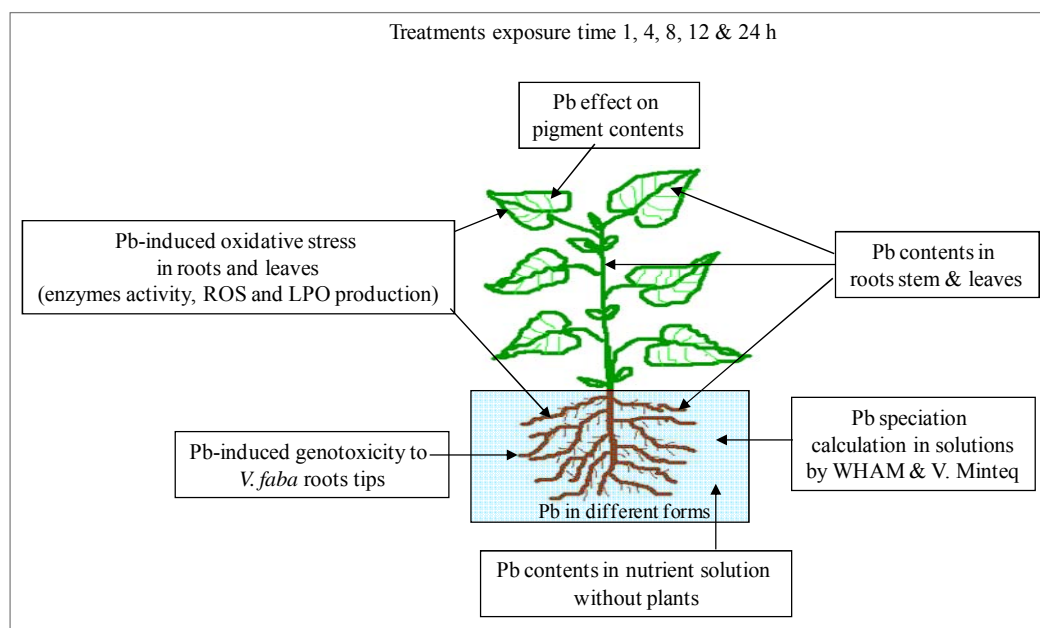 Treatments exposure time 1, 4, 8, 12 & 24 h
Pb effect on
pigment contents
Pb-induced oxidative stress
in roots and leaves
(enzymes activity, ROS and LPO production)
Pb contents in
roots stem & leaves
Pb speciation
calculation in solutions
by WHAM & V. Minteq
Pb-induced genotoxicity to
V. faba roots tips
Pb in different forms
Pb contents in nutrient solution
without plants